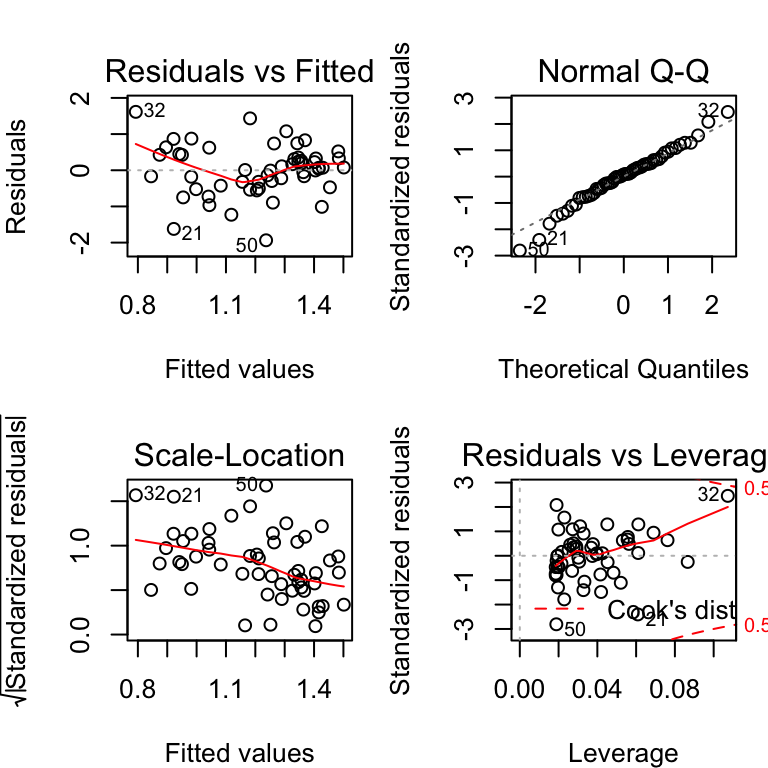 Residuals vs Fitted
Residuals
2
0
-2
32
21
50
0.8 1.1 1.4
Fitted values
Normal Q-Q
Standardized residuals
3
1
-1
-3
32
21
50
-2 0 1 2
Theoretical Quantiles
Scale-Location
√|Standardized residuals|
1.0
0.0
50
32
21
0.8 1.1 1.4
Fitted values
Residuals vs Leverag
Standardized residuals
3
1
-1
-3
32
0.5
Cook's dist
21
50
0.5
0.00 0.04 0.08
Leverage